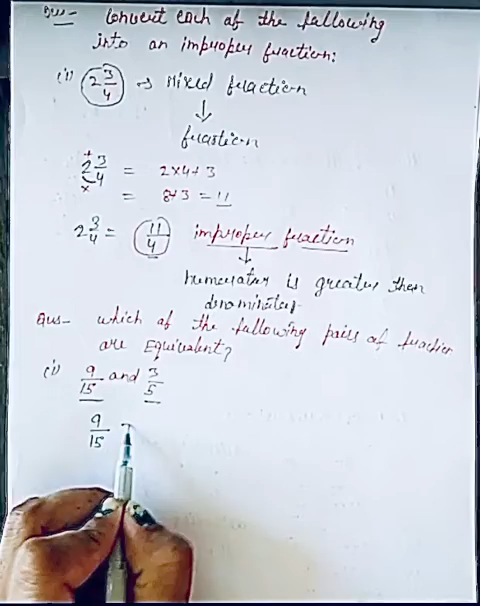 Qus- Convert each of the following
into an improper fraction:
(i) 2 3/4 → Mixed fraction
↓
fraction
2 3/4 = 2×4+3
= 8+3 = 11
2 3/4 = 11/4 improper fraction
↓
numerator is greater then
denominator
Qus- which of the following pairs of fraction
are Equivalent?
(i) 9/15 and 3/5
9/15